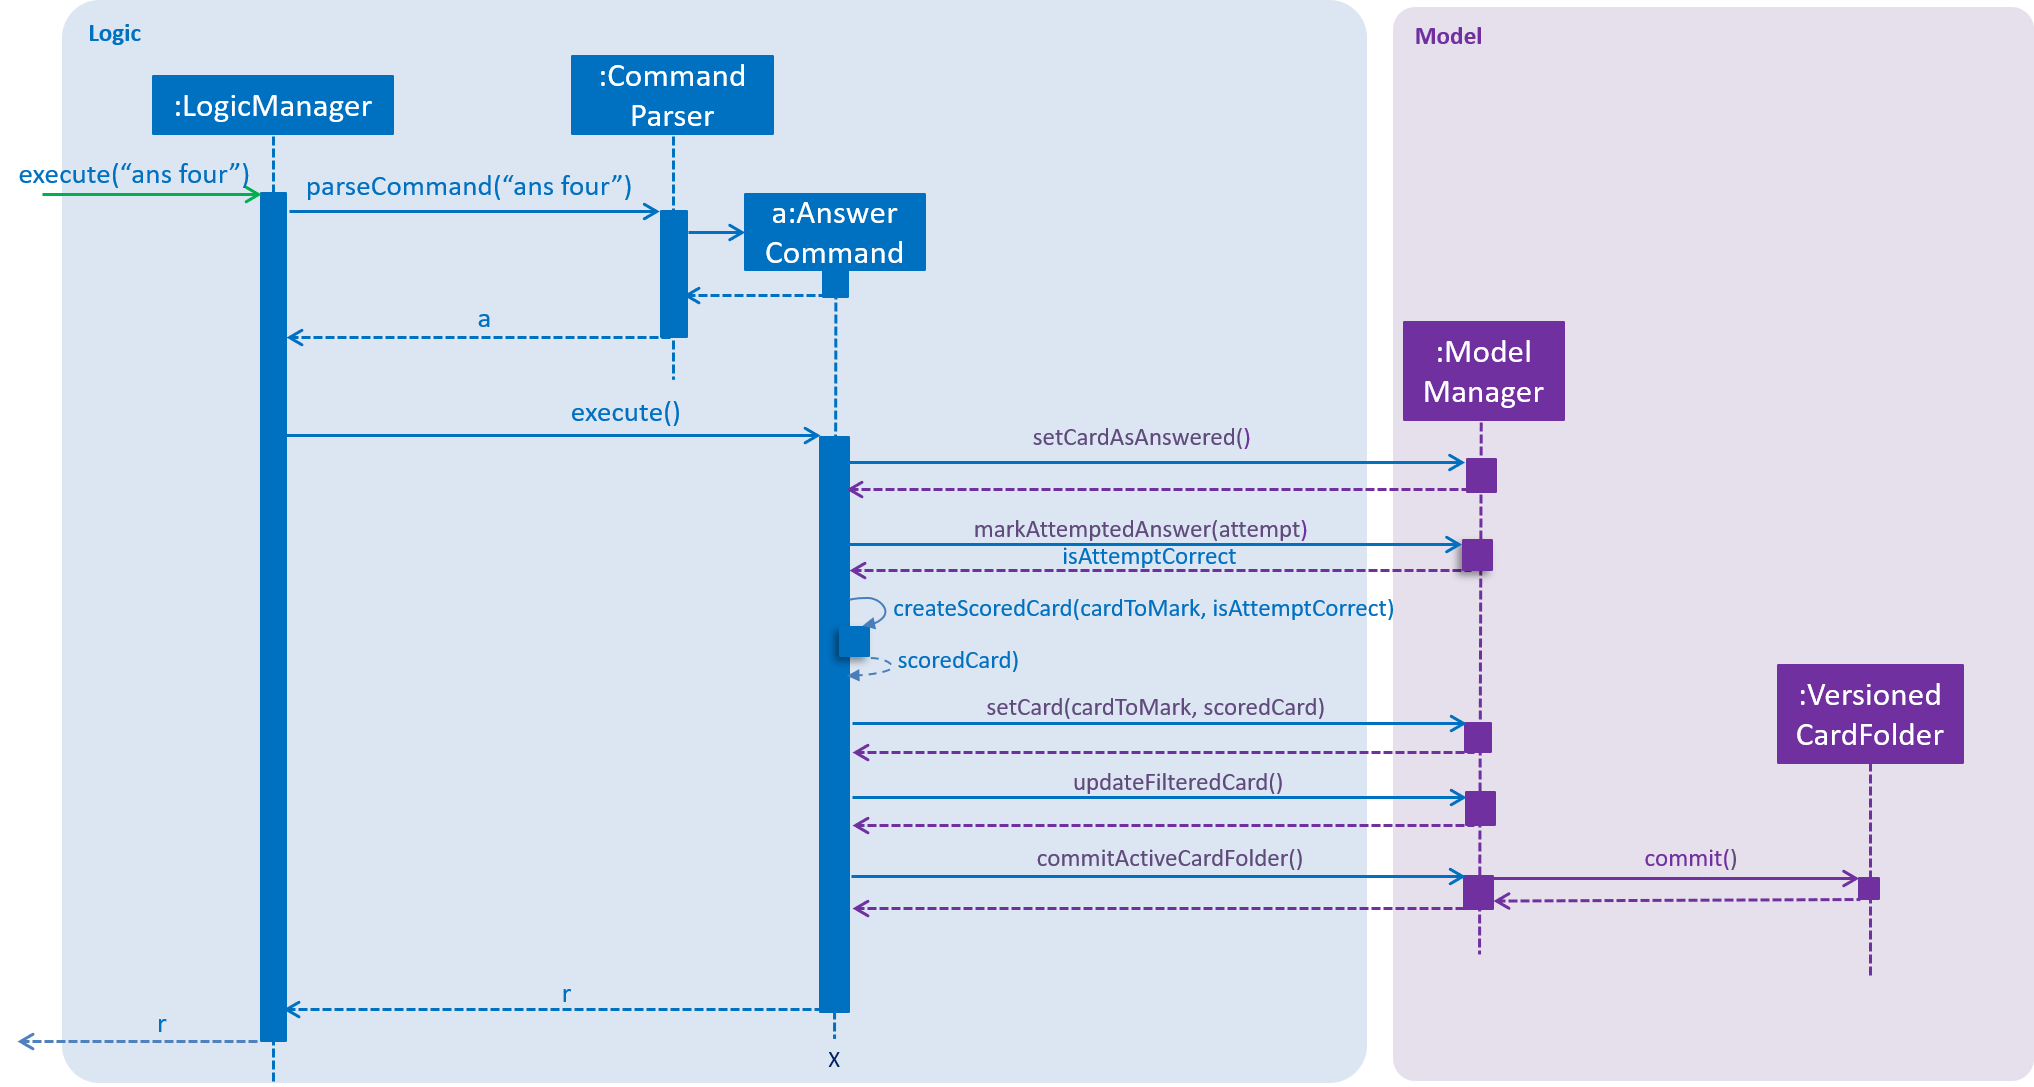 Logic
Model
:LogicManager
:Command
Parser
execute(“ans four”)
parseCommand(“ans four”)
a:Answer
Command
a
:Model
Manager
execute()
setCardAsAnswered()
markAttemptedAnswer(attempt)
isAttemptCorrect
createScoredCard(cardToMark, isAttemptCorrect)
scoredCard)
setCard(cardToMark, scoredCard)
:Versioned
CardFolder
updateFilteredCard()
commitActiveCardFolder()
commit()
r
r
X